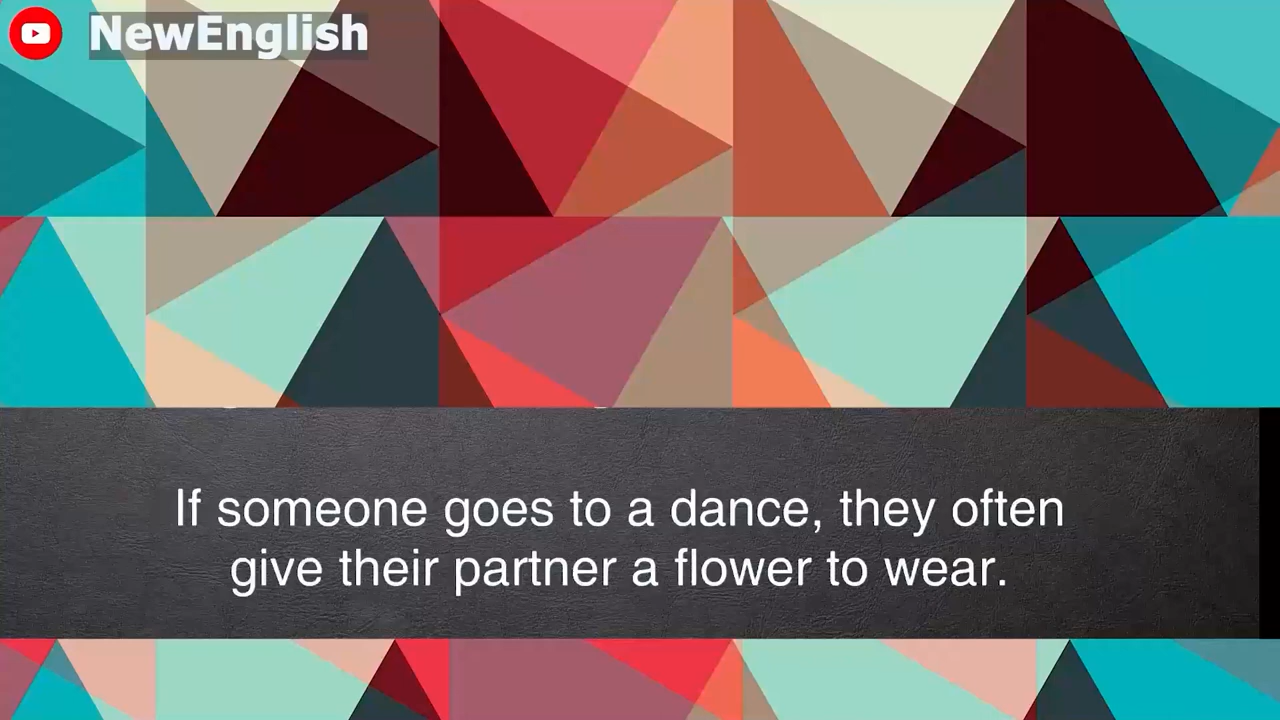 NewEnglish
If someone goes to a dance, they often
give their partner a flower to wear.